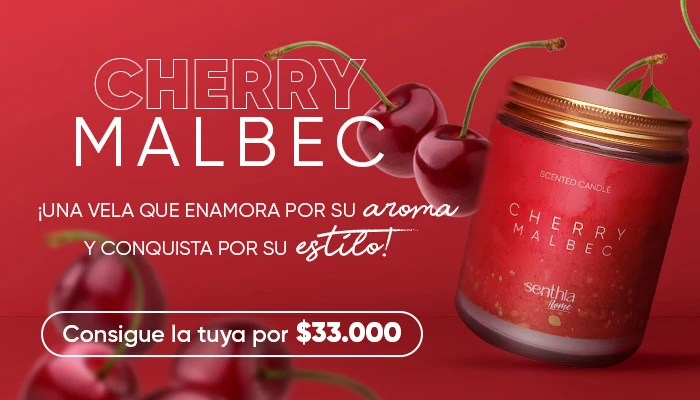 CHERRY
MALBEC
¡UNA VELA QUE ENAMORA POR SU aroma
Y CONQUISTA POR SU estilo!
Consigue la tuya por $33.000
SCENTED CANDLE
CHERRY
MALBEC
senthia
Home